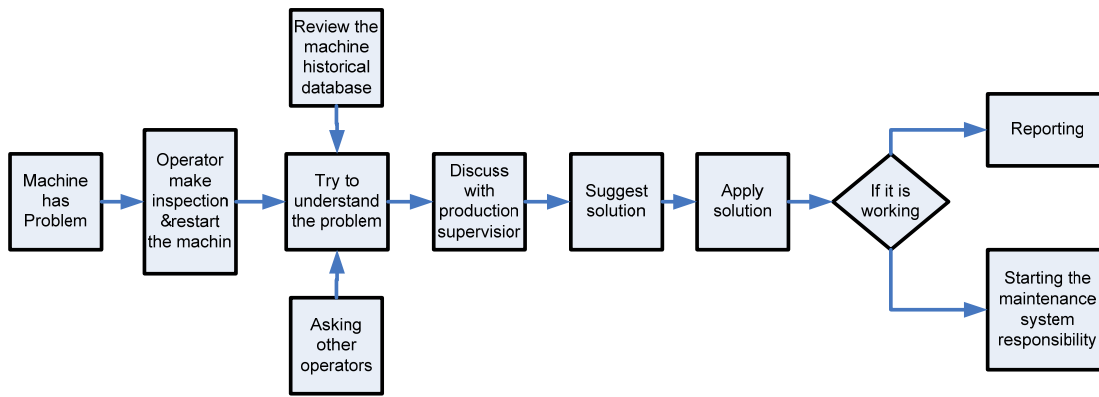 Machine
has
Problem
Operator
make
inspection
&restart
the machin
Review the
machine
historical
database
Try to
understand
the problem
Asking
other
operators
Discuss
with
production
supervisior
Suggest
solution
Apply
solution
If it is
working
Reporting
Starting the
maintenance
system
responsibility